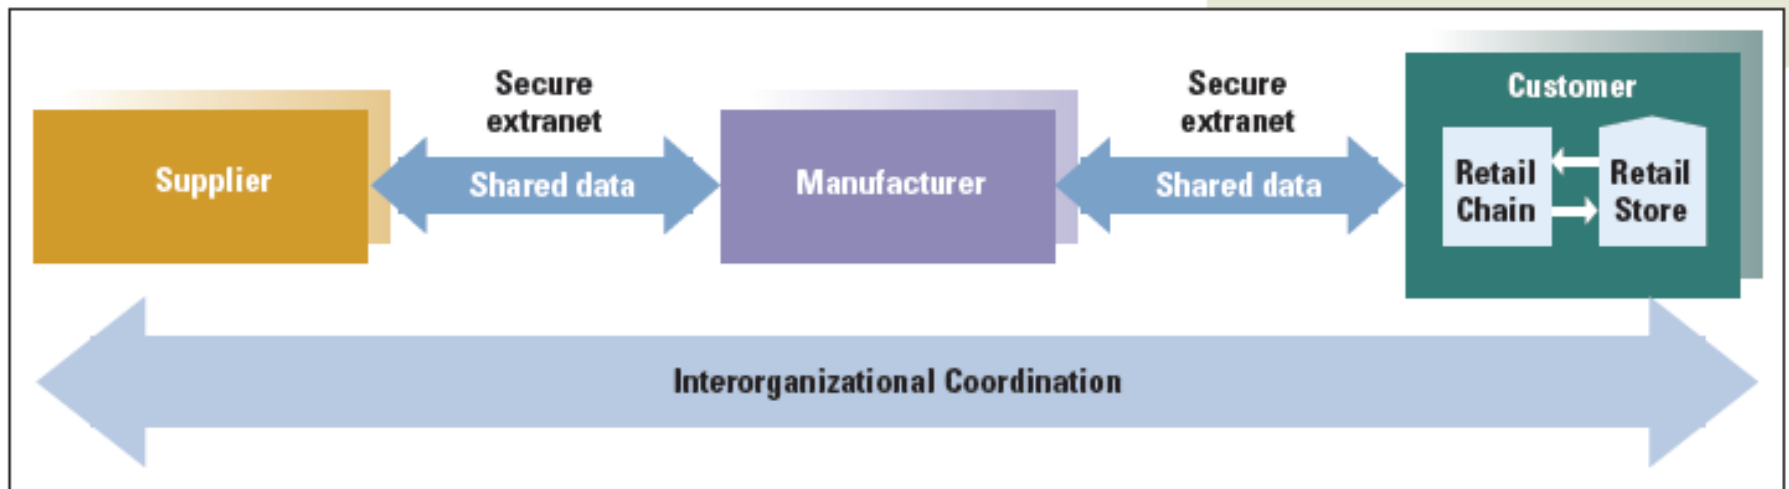 Supplier
Secure
extranet
Shared data
Manufacturer
Secure
extranet
Shared data
Customer
Retail
Chain
Retail
Store
Interorganizational Coordination